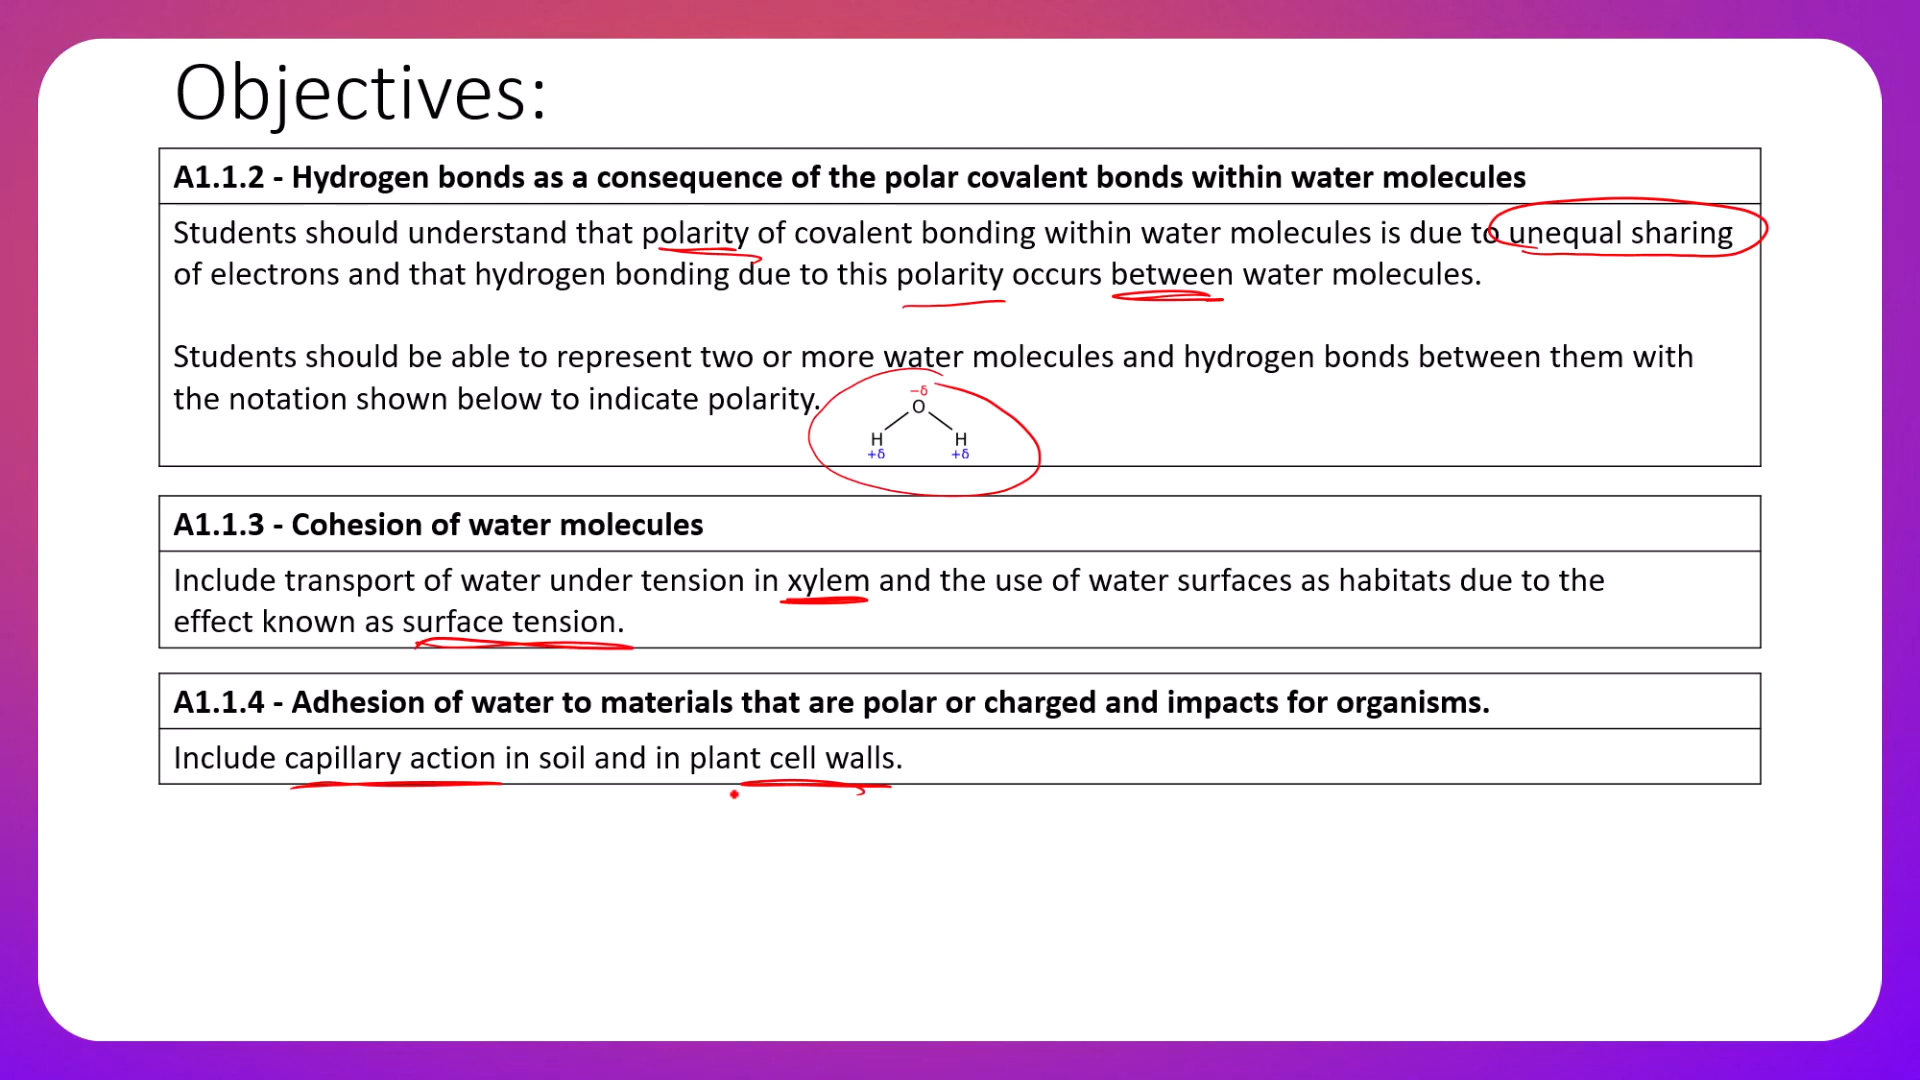 Objectives:
A1.1.2 - Hydrogen bonds as a consequence of the polar covalent bonds within water molecules
Students should understand that polarity of covalent bonding within water molecules is due to unequal sharing
of electrons and that hydrogen bonding due to this polarity occurs between water molecules.
Students should be able to represent two or more water molecules and hydrogen bonds between them with
the notation shown below to indicate polarity.
−δ
O
H H
+δ +δ
A1.1.3 - Cohesion of water molecules
Include transport of water under tension in xylem and the use of water surfaces as habitats due to the
effect known as surface tension.
A1.1.4 - Adhesion of water to materials that are polar or charged and impacts for organisms.
Include capillary action in soil and in plant cell walls.